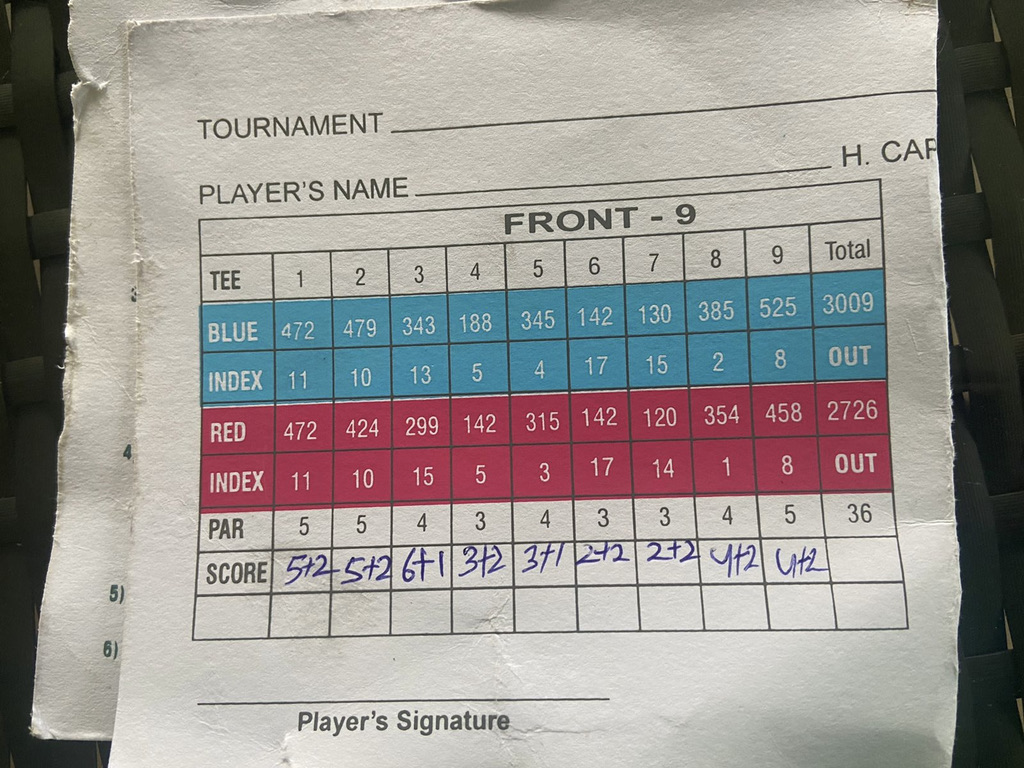 TOURNAMENT
H. CAP
PLAYER'S NAME
FRONT - 9
TEE 1 2 3 4 5 6 7 8 9 Total
BLUE 472 479 343 188 345 142 130 385 525 3009
INDEX 11 10 13 5 4 17 15 2 8 OUT
RED 472 424 299 142 315 142 120 354 458 2726
INDEX 11 10 15 5 3 17 14 1 8 OUT
PAR 5 5 4 3 4 3 3 4 5 36
SCORE 5+2 5+2 6+1 3+2 3+1 2+2 2+2 4+2 4+2
4
5)
6)
Player's Signature